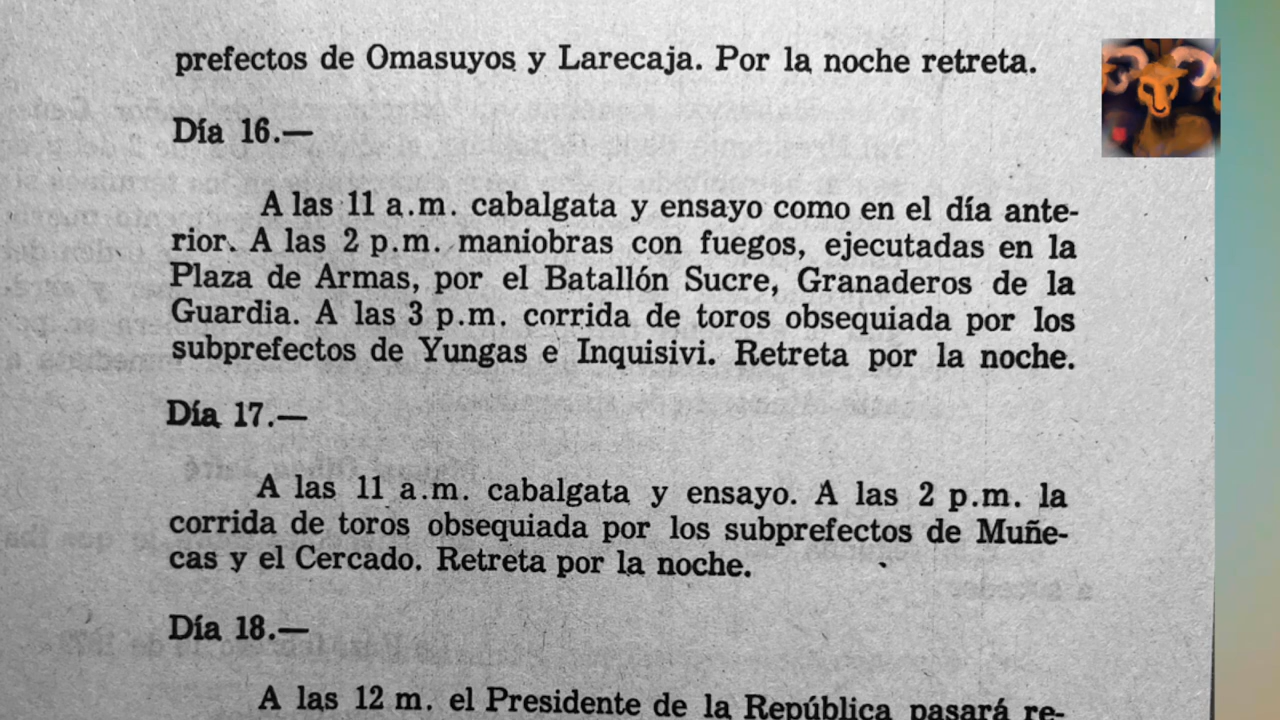 prefectos de Omasuyos y Larecaja. Por la noche retreta.
Día 16.—
A las 11 a.m. cabalgata y ensayo como en el día ante-
rior. A las 2 p.m. maniobras con fuegos, ejecutadas en la
Plaza de Armas, por el Batallón Sucre, Granaderos de la
Guardia. A las 3 p.m. corrida de toros obsequiada por los
subprefectos de Yungas e Inquisivi. Retreta por la noche.
Día 17.—
A las 11 a.m. cabalgata y ensayo. A las 2 p.m. la
corrida de toros obsequiada por los subprefectos de Muñe-
cas y el Cercado. Retreta por la noche.
Día 18.—
A las 12 m. el Presidente de la República pasará re-